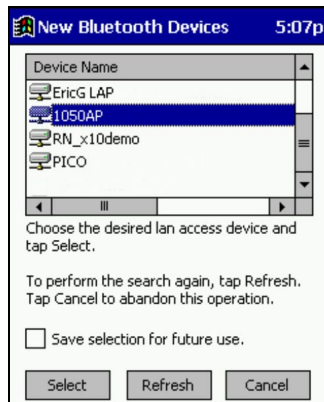 New Bluetooth Devices 5:07p
Device Name
EricG LAP
1050AP
RN_x10demo
PICO
Choose the desired lan access device and
tap Select.
To perform the search again, tap Refresh.
Tap Cancel to abandon this operation.
Save selection for future use.
Select Refresh Cancel